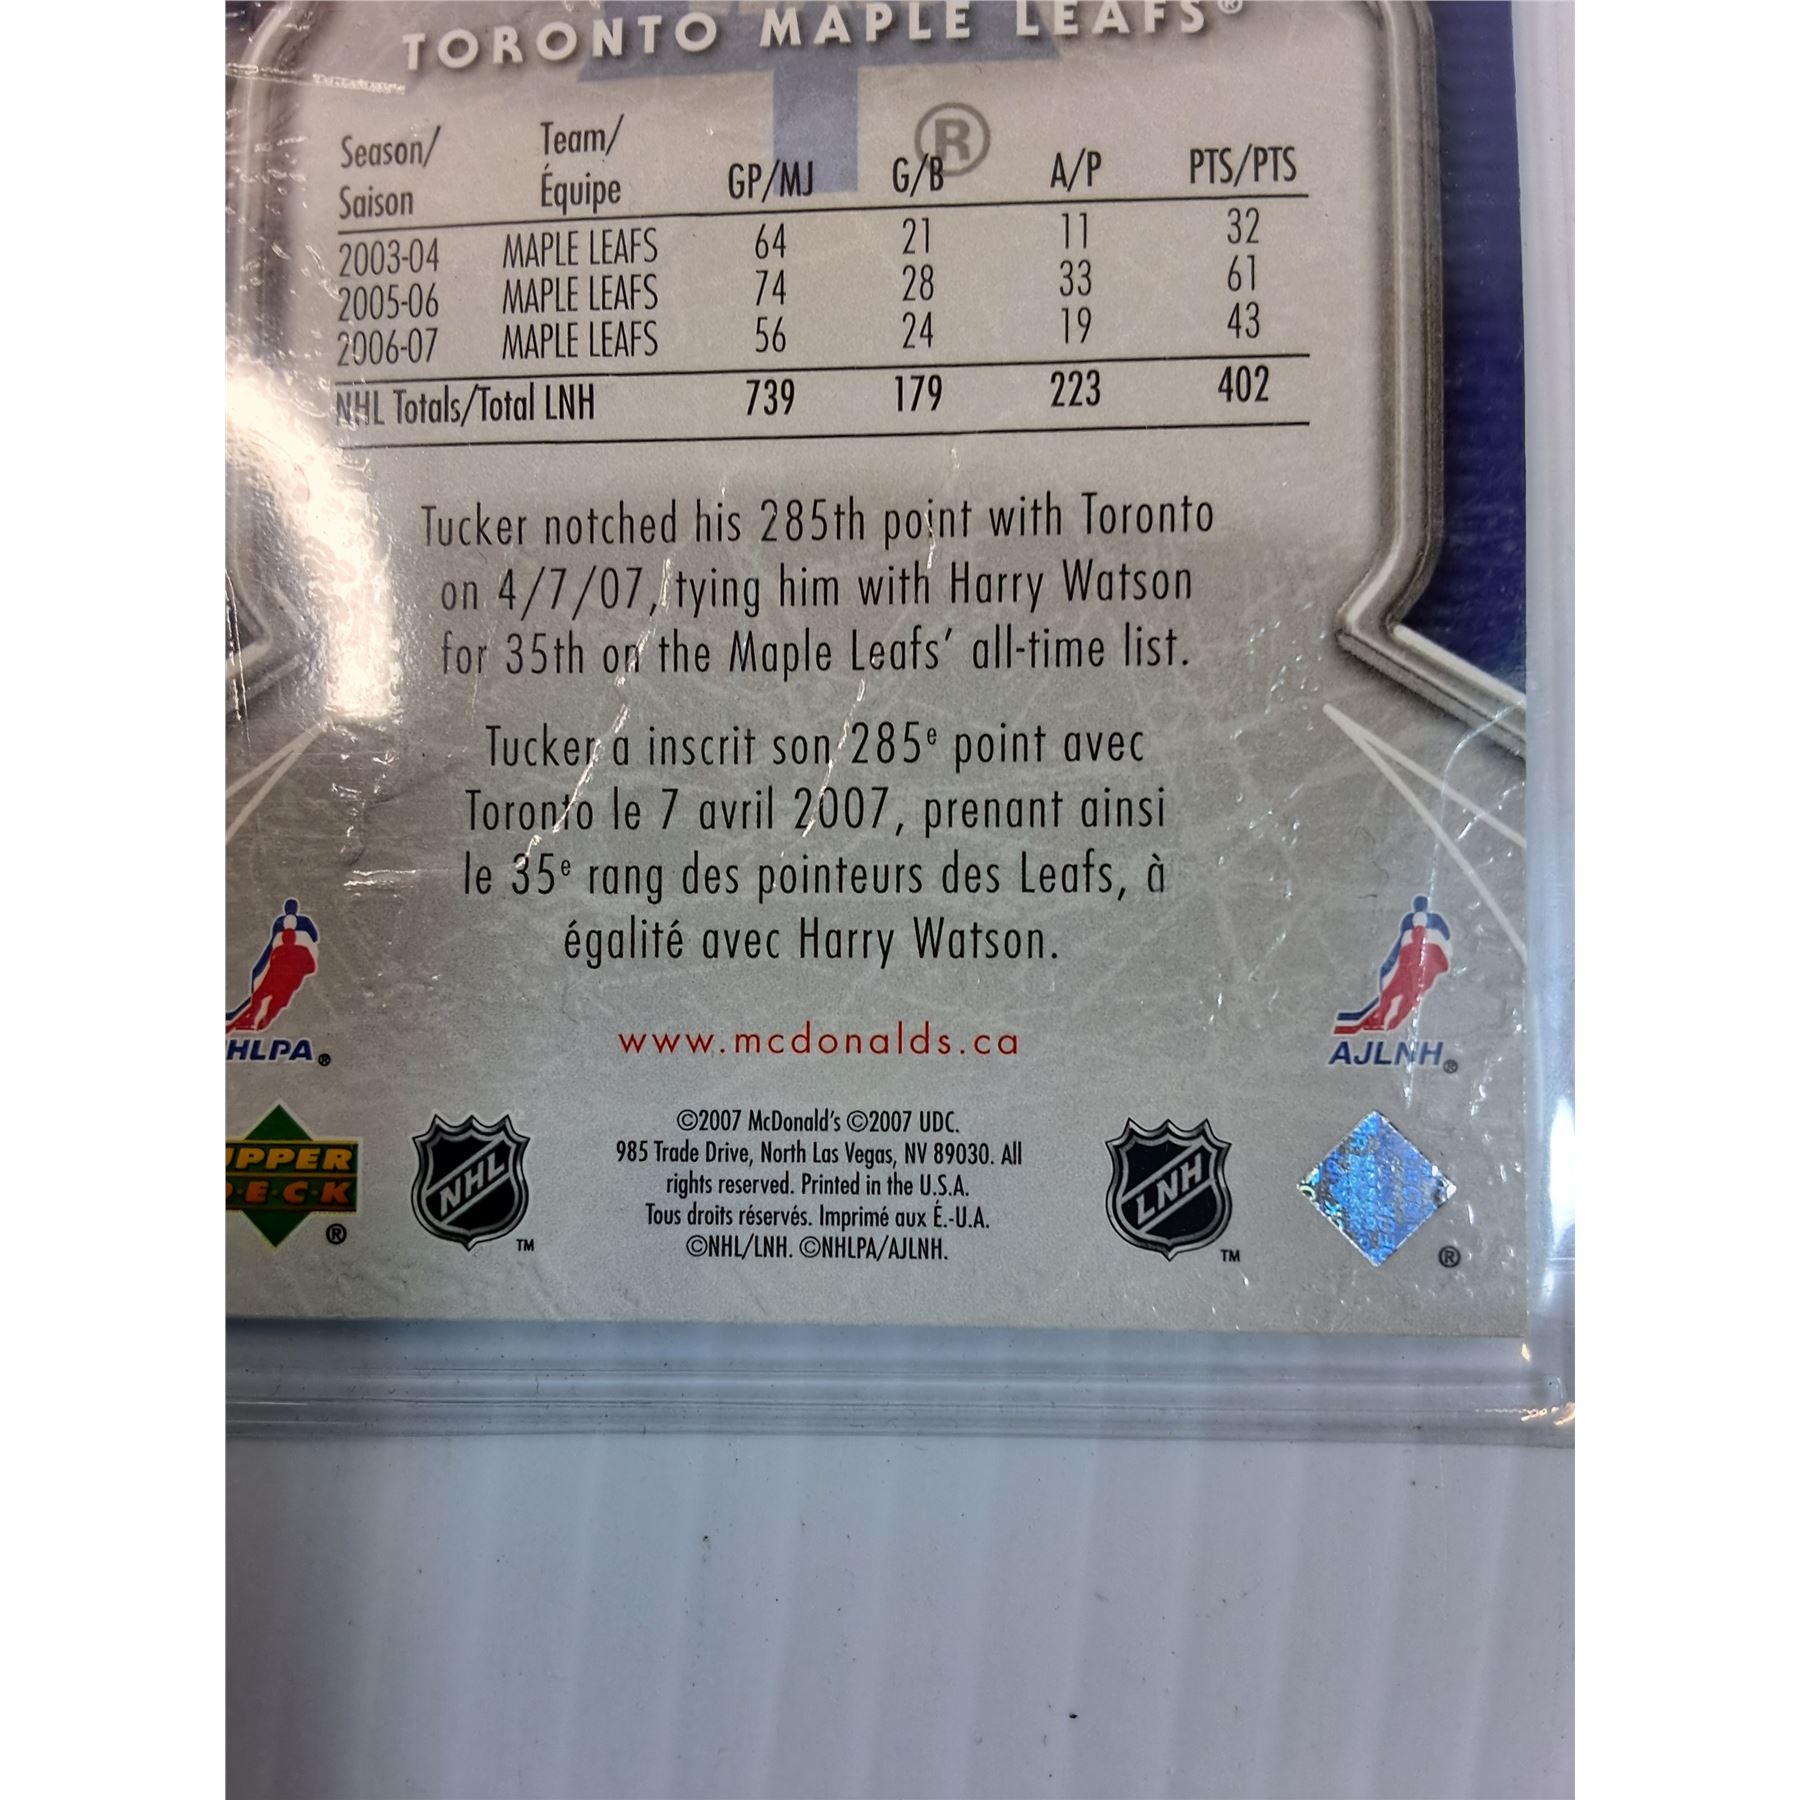 TORONTO MAPLE LEAFS®
Season/ Team/
Saison Équipe GP/MJ G/B A/P PTS/PTS
2003-04 MAPLE LEAFS 64 21 11 32
2005-06 MAPLE LEAFS 74 28 33 61
2006-07 MAPLE LEAFS 56 24 19 43
NHL Totals/Total LNH 739 179 223 402
Tucker notched his 285th point with Toronto
on 4/7/07, tying him with Harry Watson
for 35th on the Maple Leafs' all-time list.
Tucker a inscrit son 285e point avec
Toronto le 7 avril 2007, prenant ainsi
le 35e rang des pointeurs des Leafs, à
égalité avec Harry Watson.
www.mcdonalds.ca
HLPA® AJLNH®
©2007 McDonald's ©2007 UDC.
985 Trade Drive, North Las Vegas, NV 89030. All
rights reserved. Printed in the U.S.A.
Tous droits réservés. Imprimé aux É.-U.A.
©NHL/LNH. ©NHLPA/AJLNH.
UPPER
DECK®
NHL™
LNH™
®